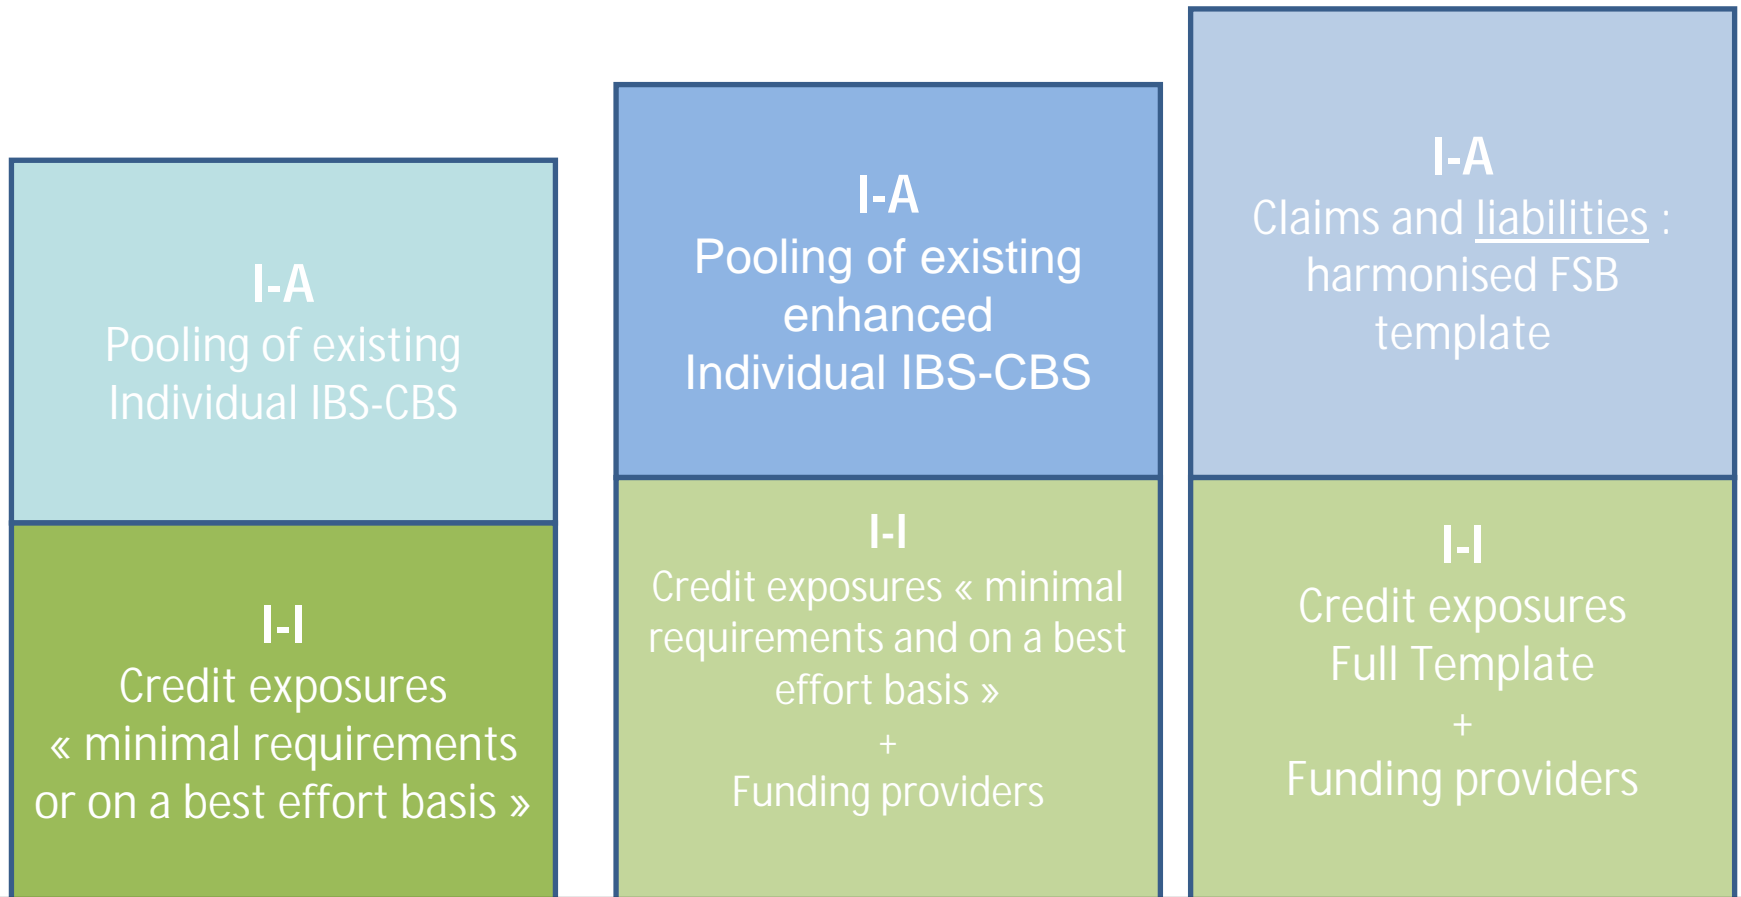 I-A
Pooling of existing
Individual IBS-CBS
I-I
Credit exposures
« minimal requirements
or on a best effort basis »
I-A
Pooling of existing
enhanced
Individual IBS-CBS
I-I
Credit exposures « minimal
requirements and on a best
effort basis »
+
Funding providers
I-A
Claims and liabilities :
harmonised FSB
template
I-I
Credit exposures
Full Template
+
Funding providers